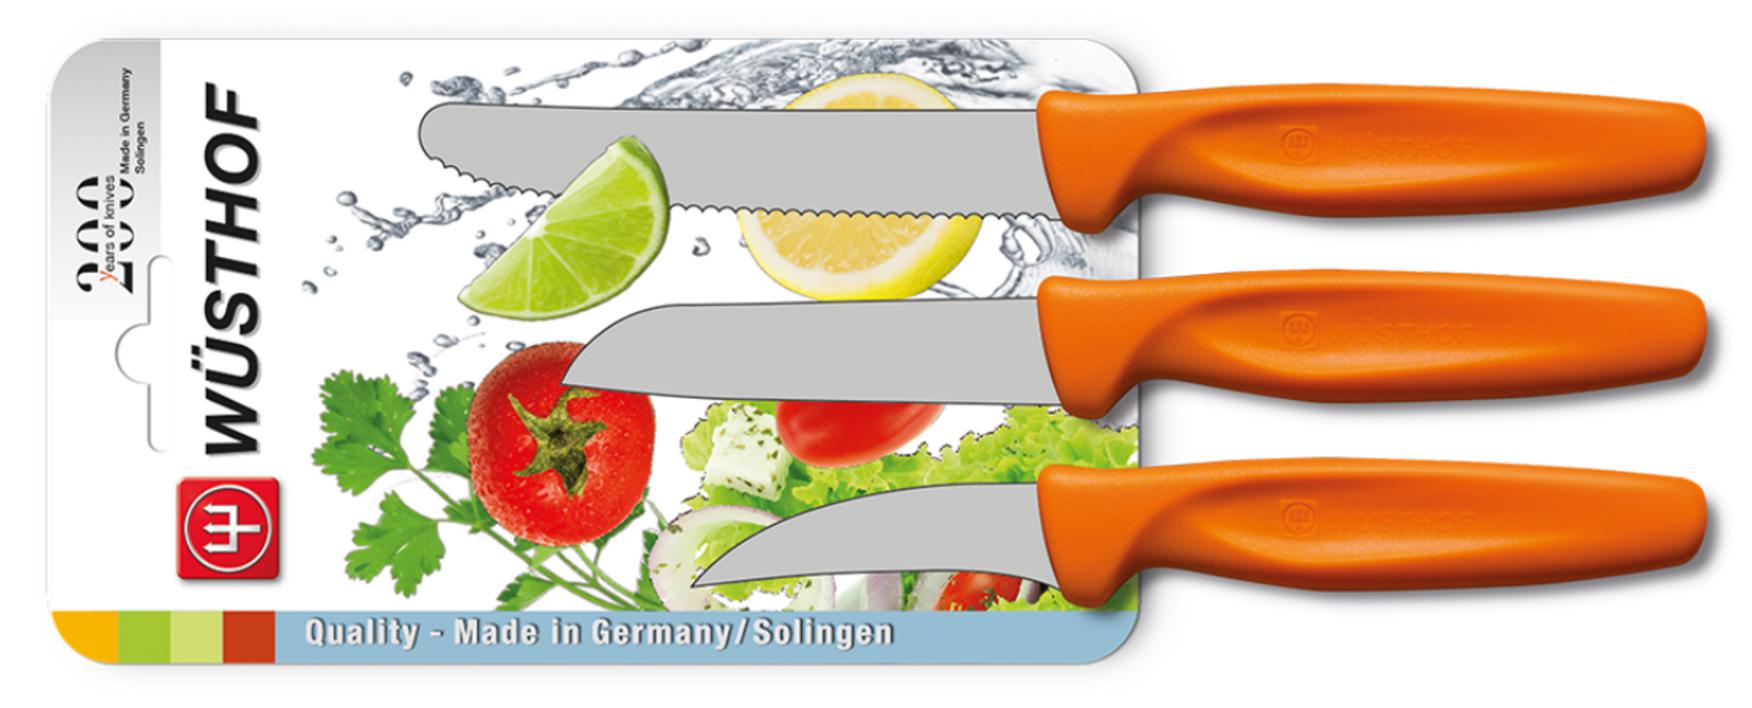 200
years of knives
Made in Germany
Solingen
WÜSTHOF
WÜSTHOF
WÜSTHOF
WÜSTHOF
Quality - Made in Germany/Solingen